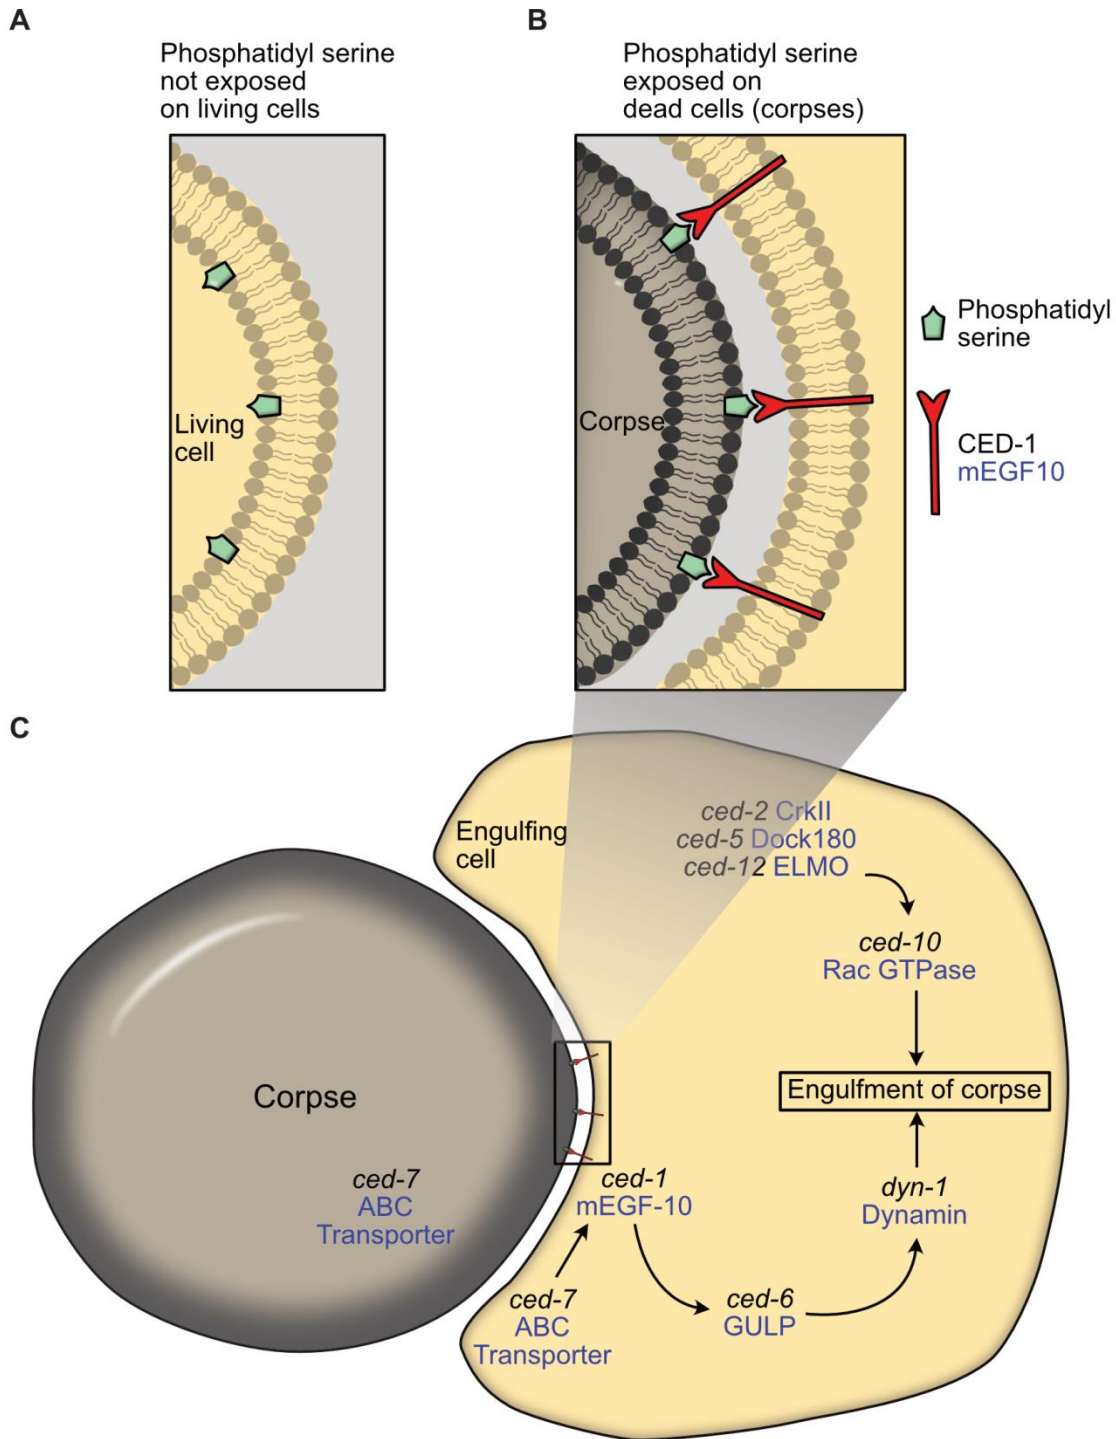 A
Phosphatidyl serine
not exposed
on living cells
Living
cell
B
Phosphatidyl serine
exposed on
dead cells (corpses)
Corpse
Phosphatidyl
serine
CED-1
mEGF10
C
Engulfing
cell
ced-2 CrkII
ced-5 Dock180
ced-12 ELMO
ced-10
Rac GTPase
Engulfment of corpse
Corpse
ced-7
ABC
Transporter
ced-1
mEGF-10
dyn-1
Dynamin
ced-7
ABC
Transporter
ced-6
GULP